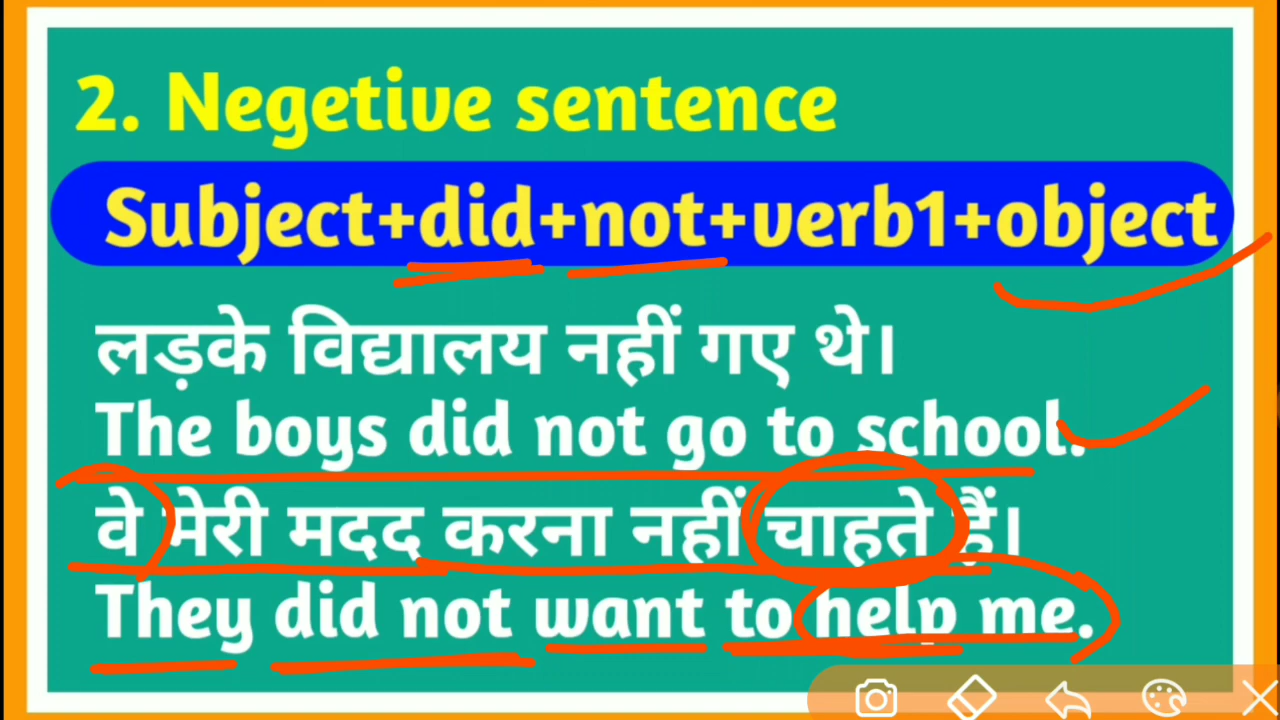 2. Negetive sentence
Subject+did+not+verb1+object
लड़के विद्यालय नहीं गए थे।
The boys did not go to school.
वे मेरी मदद करना नहीं चाहते हैं।
They did not want to help me.